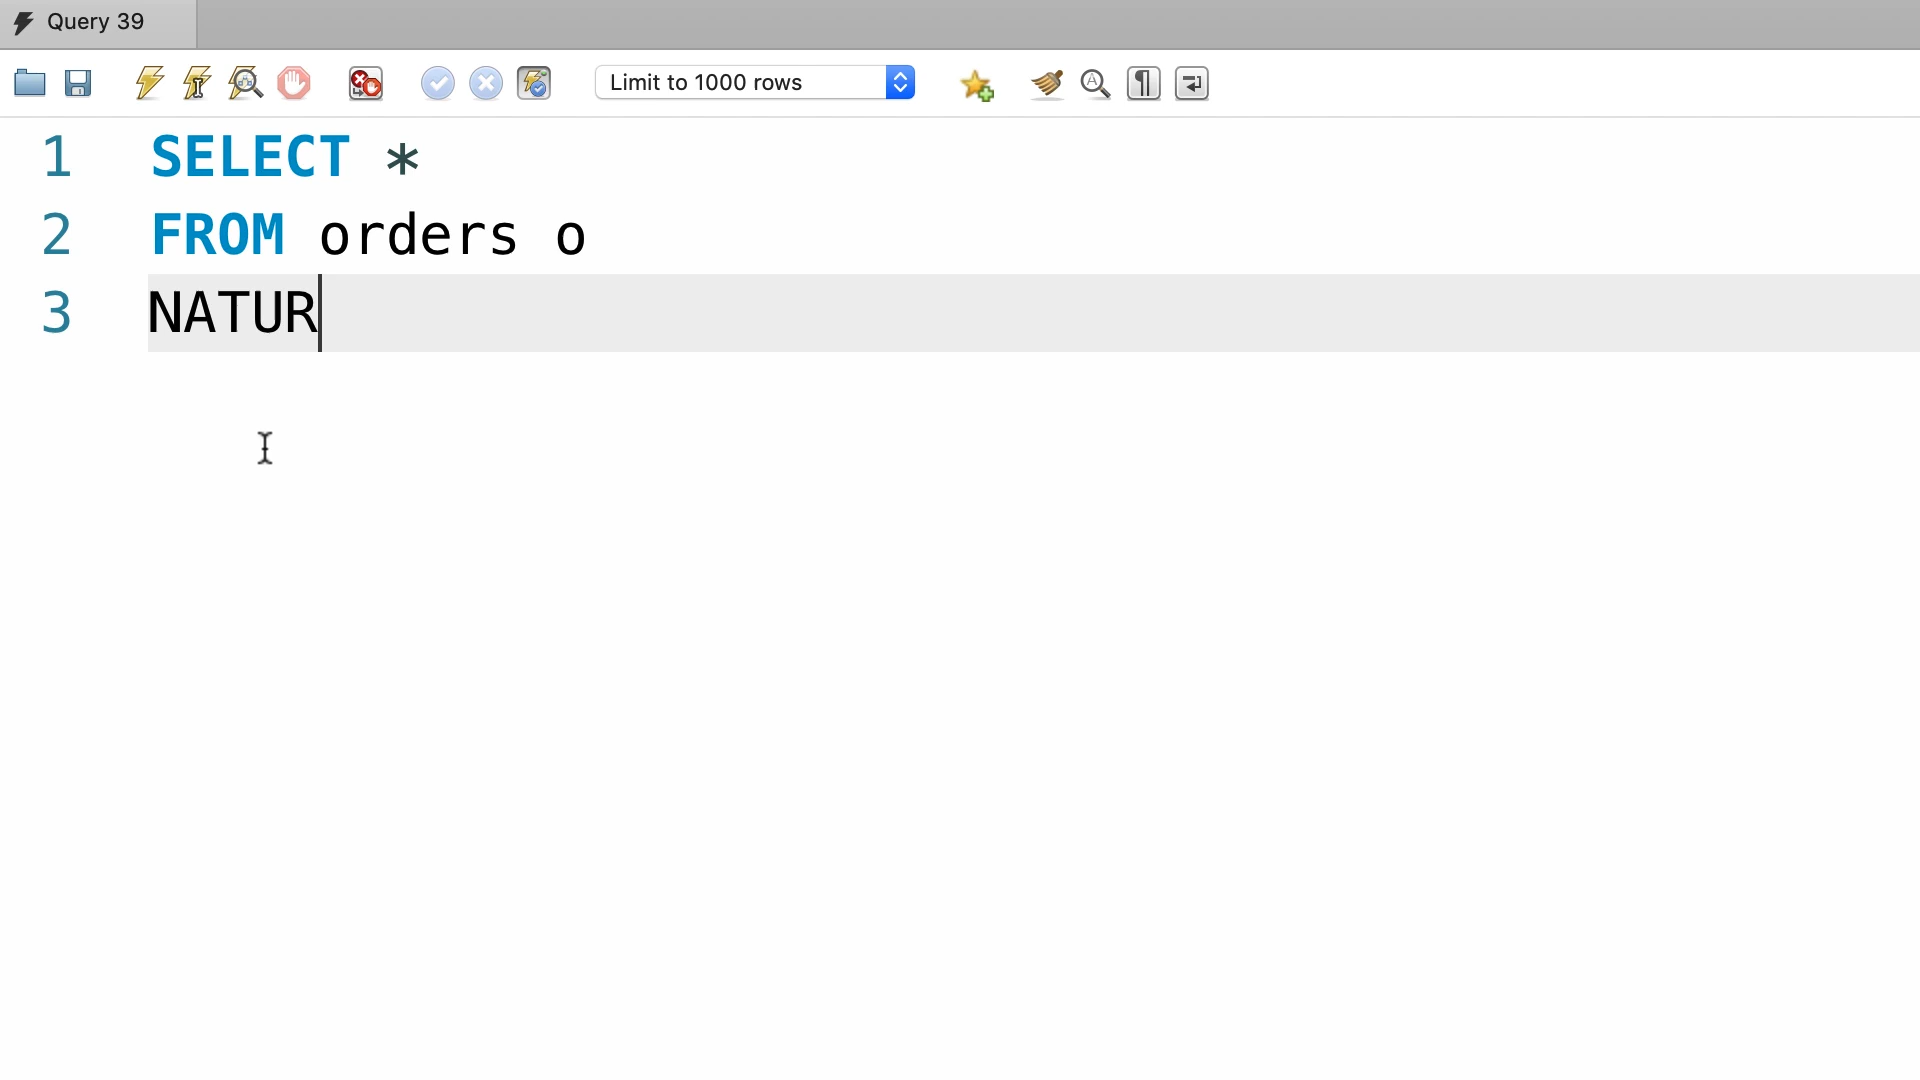 Query 39
Limit to 1000 rows
1 SELECT *
2 FROM orders o
3 NATUR